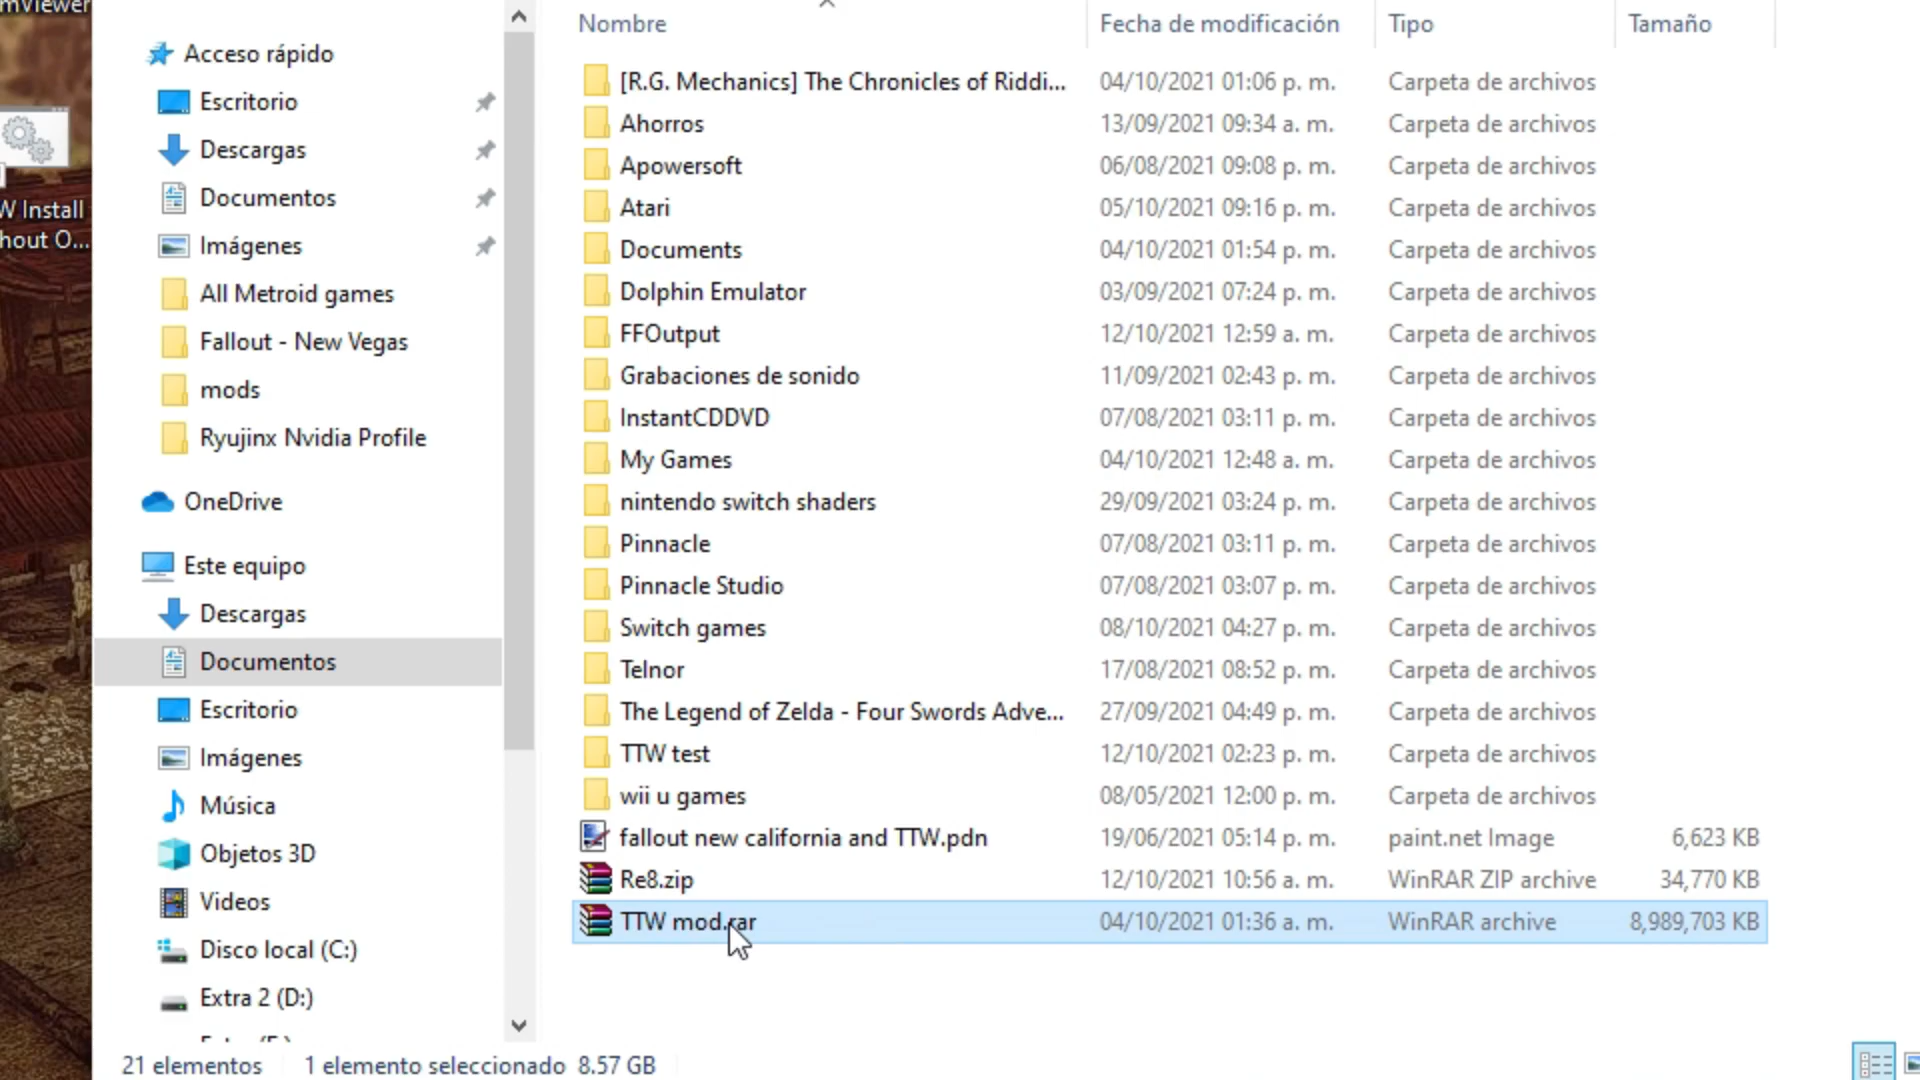 mViewer
W Install
hout O...
Acceso rápido
Escritorio
Descargas
Documentos
Imágenes
All Metroid games
Fallout - New Vegas
mods
Ryujinx Nvidia Profile
OneDrive
Este equipo
Descargas
Documentos
Escritorio
Imágenes
Música
Objetos 3D
Videos
Disco local (C:)
Extra 2 (D:)
Nombre Fecha de modificación Tipo Tamaño
[R.G. Mechanics] The Chronicles of Riddi... 04/10/2021 01:06 p. m. Carpeta de archivos
Ahorros 13/09/2021 09:34 a. m. Carpeta de archivos
Apowersoft 06/08/2021 09:08 p. m. Carpeta de archivos
Atari 05/10/2021 09:16 p. m. Carpeta de archivos
Documents 04/10/2021 01:54 p. m. Carpeta de archivos
Dolphin Emulator 03/09/2021 07:24 p. m. Carpeta de archivos
FFOutput 12/10/2021 12:59 a. m. Carpeta de archivos
Grabaciones de sonido 11/09/2021 02:43 p. m. Carpeta de archivos
InstantCDDVD 07/08/2021 03:11 p. m. Carpeta de archivos
My Games 04/10/2021 12:48 a. m. Carpeta de archivos
nintendo switch shaders 29/09/2021 03:24 p. m. Carpeta de archivos
Pinnacle 07/08/2021 03:11 p. m. Carpeta de archivos
Pinnacle Studio 07/08/2021 03:07 p. m. Carpeta de archivos
Switch games 08/10/2021 04:27 p. m. Carpeta de archivos
Telnor 17/08/2021 08:52 p. m. Carpeta de archivos
The Legend of Zelda - Four Swords Adve... 27/09/2021 04:49 p. m. Carpeta de archivos
TTW test 12/10/2021 02:23 p. m. Carpeta de archivos
wii u games 08/05/2021 12:00 p. m. Carpeta de archivos
fallout new california and TTW.pdn 19/06/2021 05:14 p. m. paint.net Image 6,623 KB
Re8.zip 12/10/2021 10:56 a. m. WinRAR ZIP archive 34,770 KB
TTW mod.rar 04/10/2021 01:36 a. m. WinRAR archive 8,989,703 KB
21 elementos 1 elemento seleccionado 8.57 GB